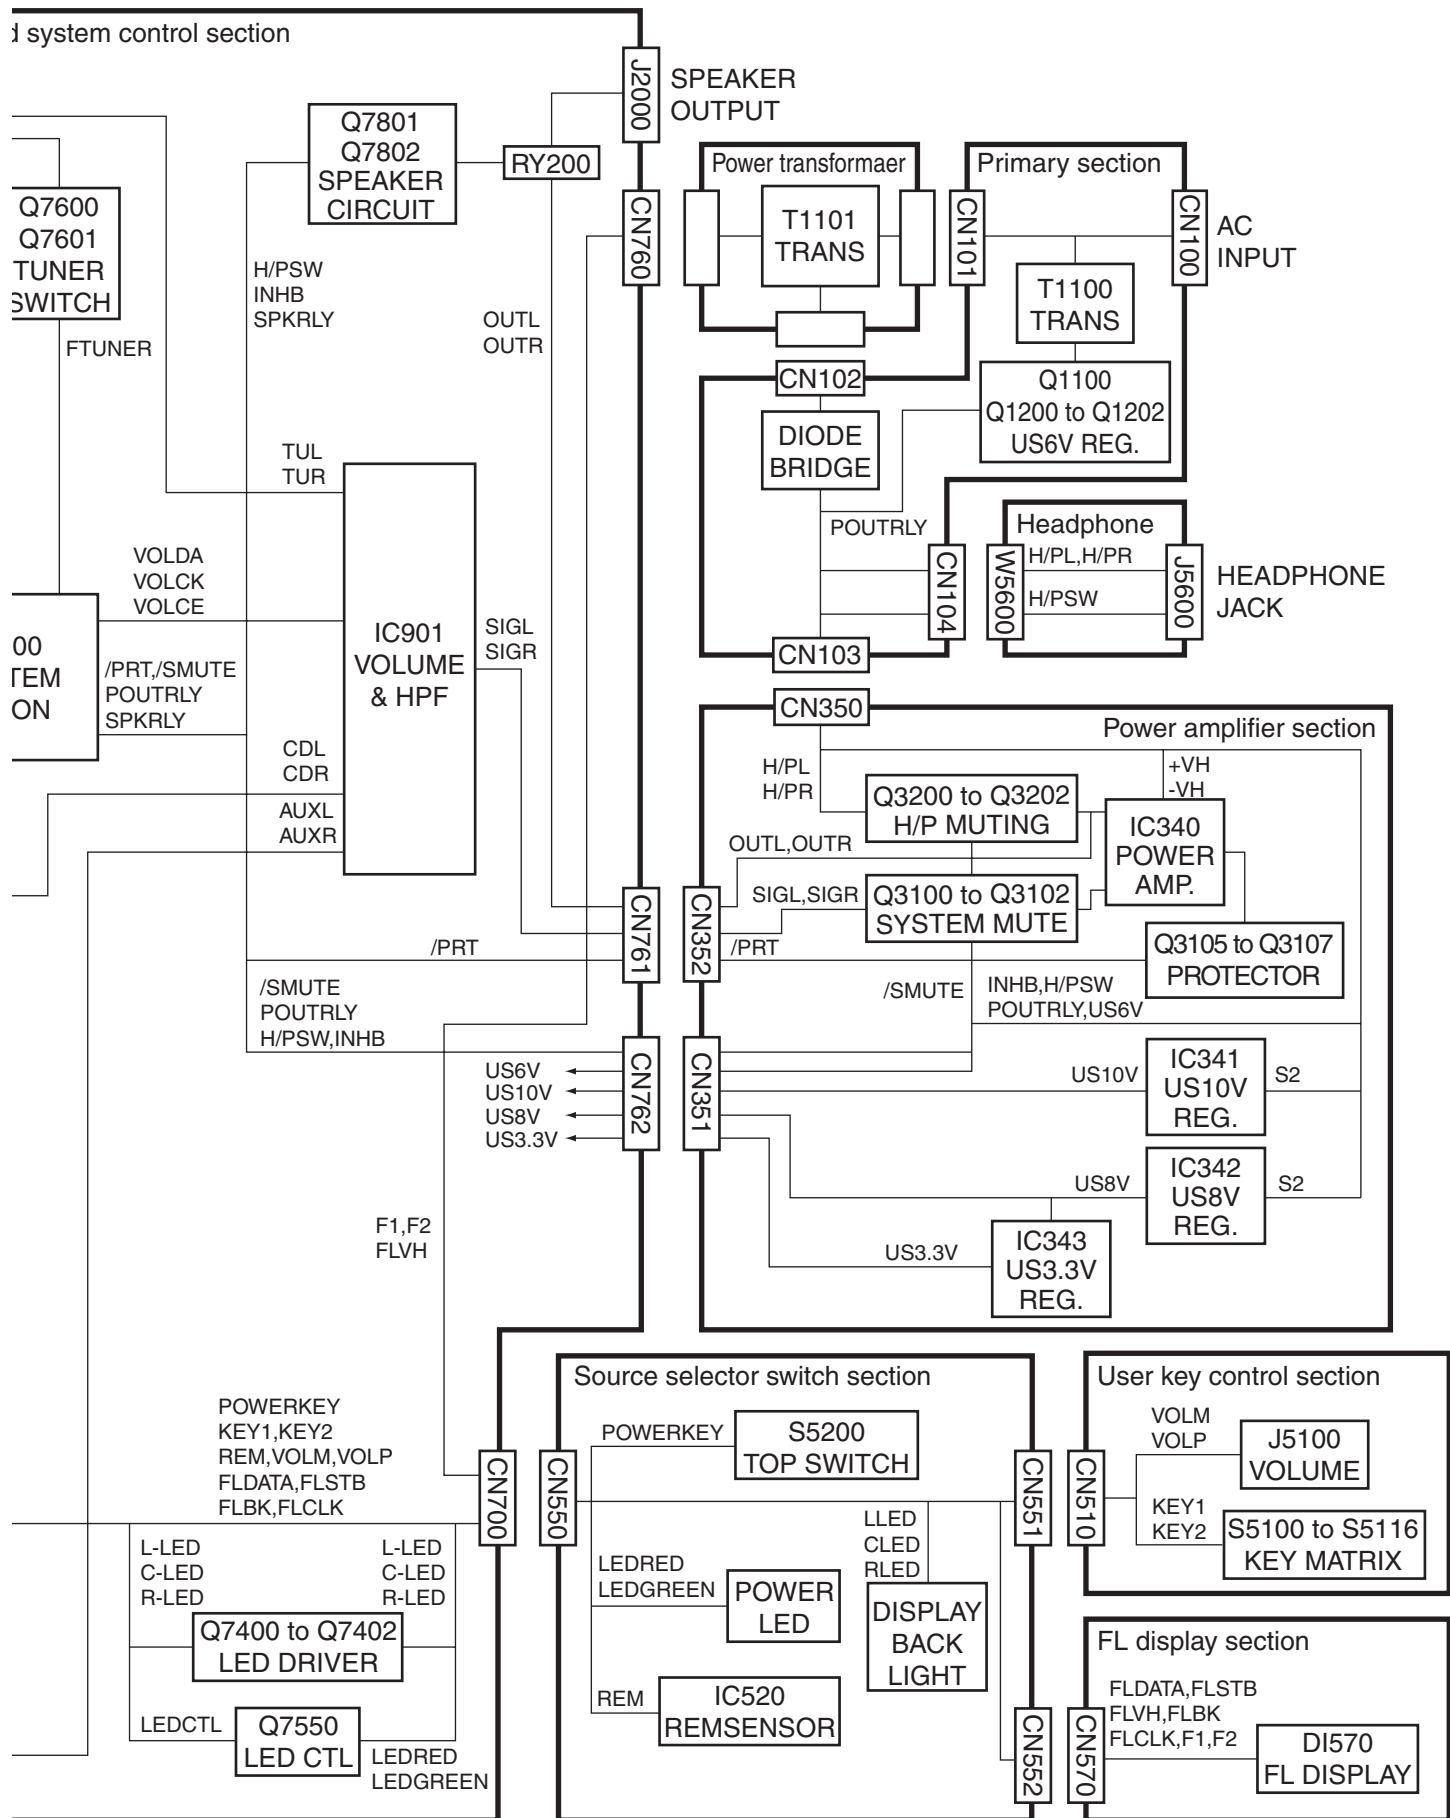 d system control section
J2000
SPEAKER
OUTPUT
Q7801
Q7802
SPEAKER
CIRCUIT
RY200
Q7600
Q7601
TUNER
SWITCH
FTUNER
H/PSW
INHB
SPKRLY
OUTL
OUTR
CN760
Power transformaer
T1101
TRANS
Primary section
CN101
CN100
AC
INPUT
T1100
TRANS
CN102
Q1100
Q1200 to Q1202
US6V REG.
DIODE
BRIDGE
POUTRLY
CN104
CN103
Headphone
W5600
H/PL,H/PR
H/PSW
J5600
HEADPHONE
JACK
TUL
TUR
VOLDA
VOLCK
VOLCE
00
TEM
ON
/PRT,/SMUTE
POUTRLY
SPKRLY
IC901
VOLUME
& HPF
SIGL
SIGR
CDL
CDR
AUXL
AUXR
CN761
/PRT
/SMUTE
POUTRLY
H/PSW,INHB
US6V
US10V
US8V
US3.3V
CN762
F1,F2
FLVH
CN350
Power amplifier section
H/PL
H/PR
+VH
-VH
Q3200 to Q3202
H/P MUTING
IC340
POWER
AMP.
OUTL,OUTR
CN352
SIGL,SIGR
Q3100 to Q3102
SYSTEM MUTE
/PRT
Q3105 to Q3107
PROTECTOR
/SMUTE
INHB,H/PSW
POUTRLY,US6V
CN351
US10V
IC341
US10V
REG.
S2
US8V
IC342
US8V
REG.
S2
US3.3V
IC343
US3.3V
REG.
POWERKEY
KEY1,KEY2
REM,VOLM,VOLP
FLDATA,FLSTB
FLBK,FLCLK
CN700
L-LED
C-LED
R-LED
L-LED
C-LED
R-LED
Q7400 to Q7402
LED DRIVER
LEDCTL
Q7550
LED CTL
LEDRED
LEDGREEN
Source selector switch section
POWERKEY
S5200
TOP SWITCH
CN550
CN551
LLED
CLED
RLED
LEDRED
LEDGREEN
POWER
LED
DISPLAY
BACK
LIGHT
REM
IC520
REMSENSOR
CN552
User key control section
VOLM
VOLP
J5100
VOLUME
CN510
KEY1
KEY2
S5100 to S5116
KEY MATRIX
FL display section
FLDATA,FLSTB
FLVH,FLBK
FLCLK,F1,F2
CN570
DI570
FL DISPLAY